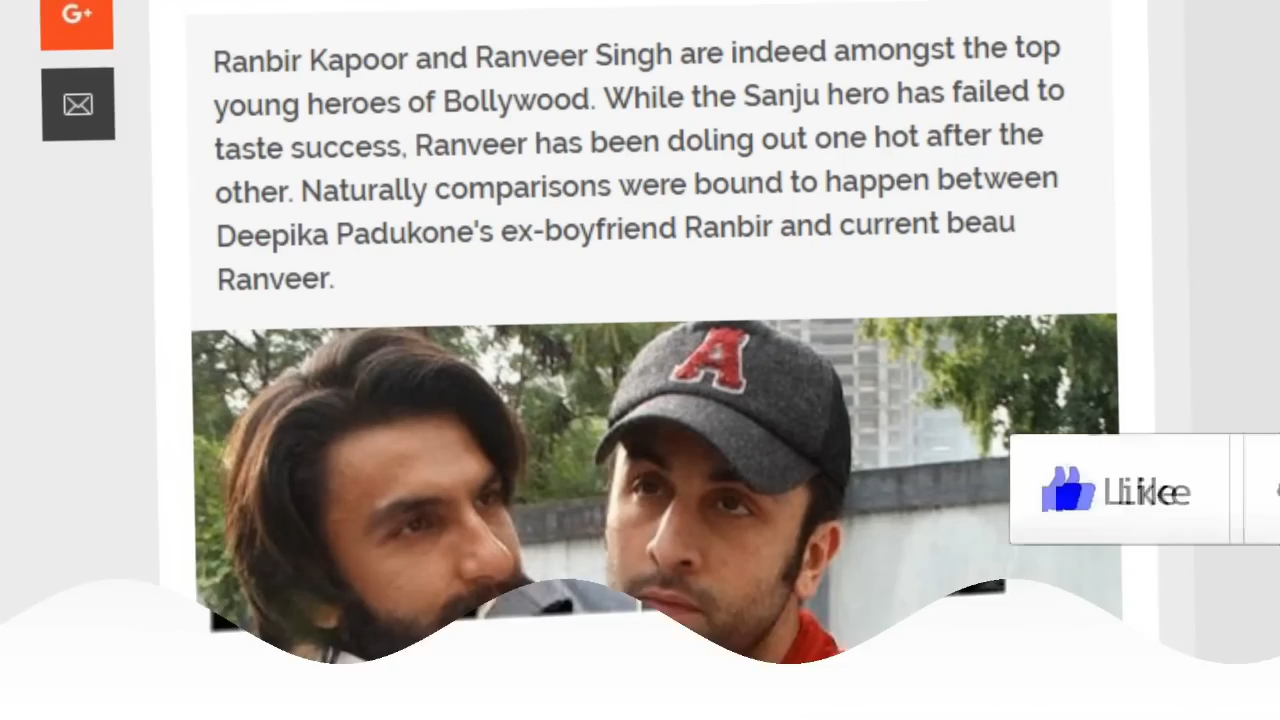 G+
Ranbir Kapoor and Ranveer Singh are indeed amongst the top
young heroes of Bollywood. While the Sanju hero has failed to
taste success, Ranveer has been doling out one hot after the
other. Naturally comparisons were bound to happen between
Deepika Padukone's ex-boyfriend Ranbir and current beau
Ranveer.
A
Like